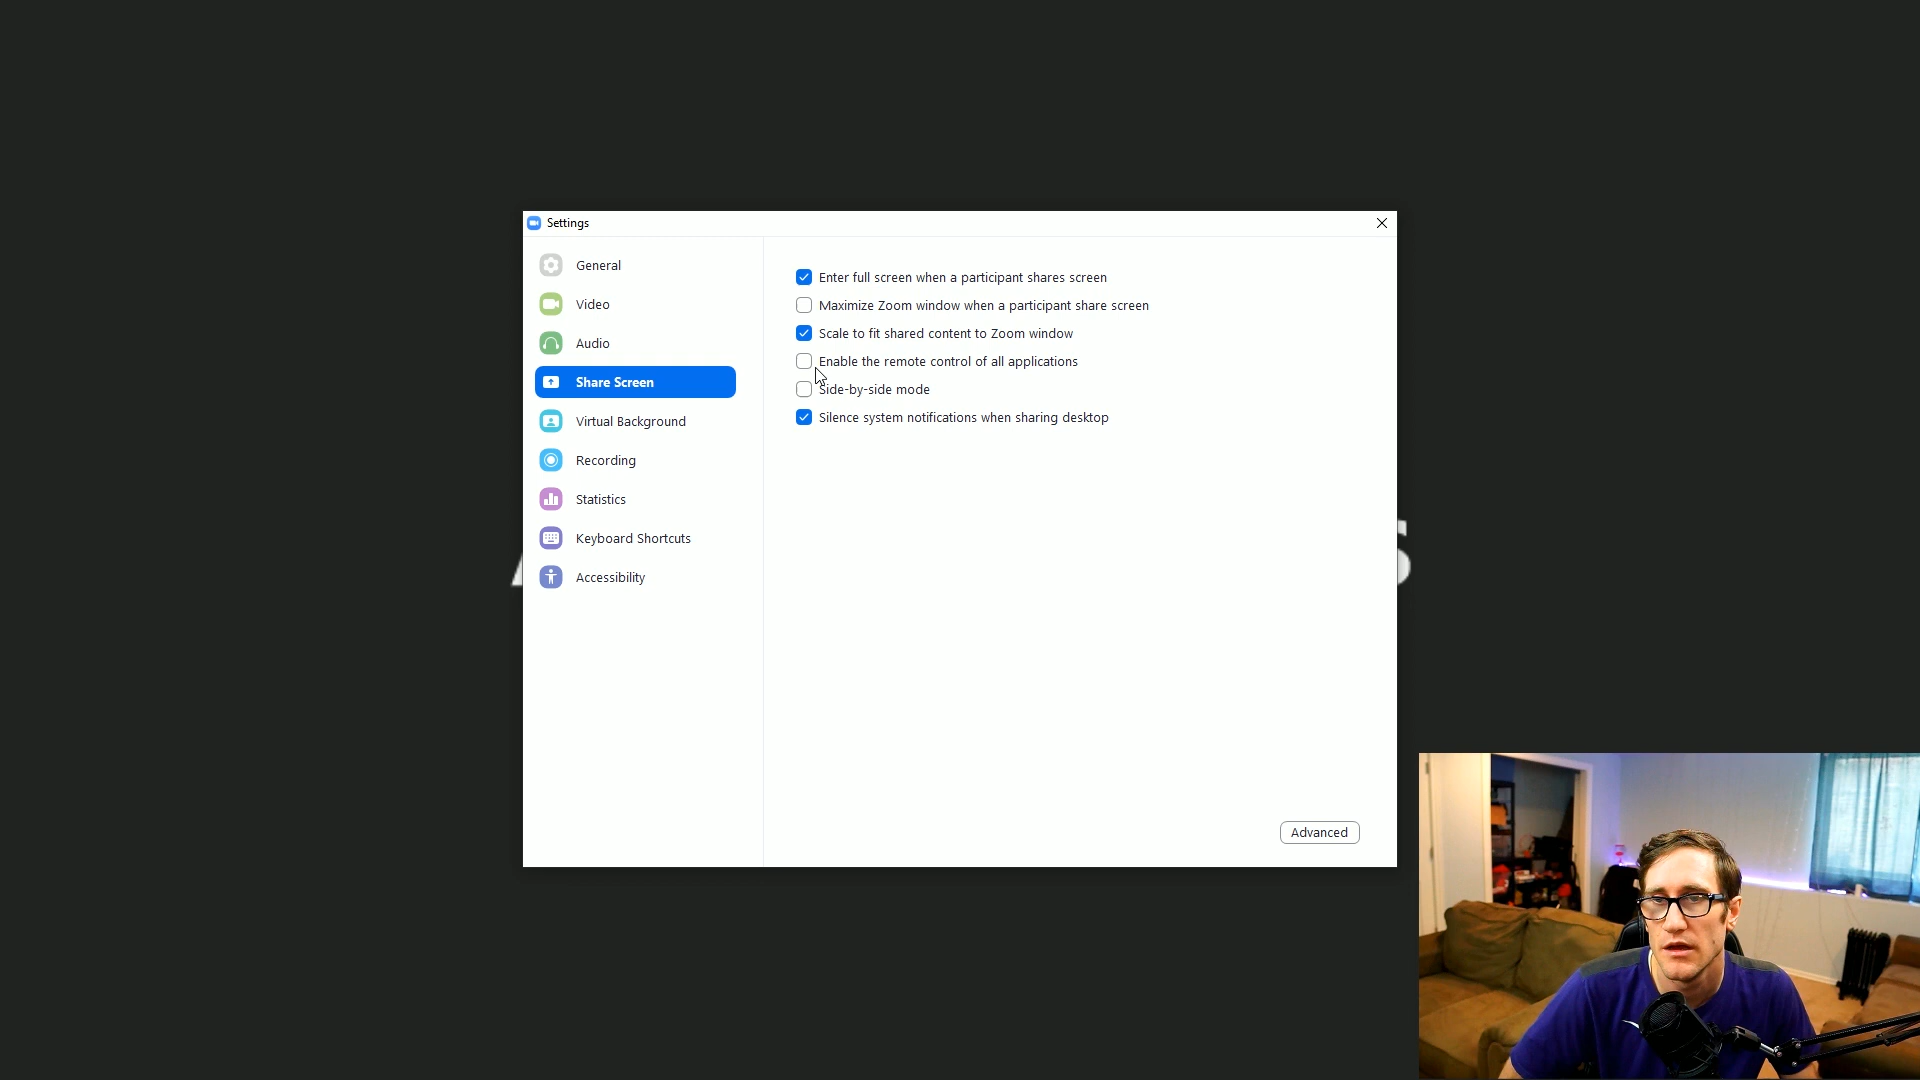 Settings
General
Video
Audio
Share Screen
Virtual Background
Recording
Statistics
Keyboard Shortcuts
Accessibility
Enter full screen when a participant shares screen
Maximize Zoom window when a participant share screen
Scale to fit shared content to Zoom window
Enable the remote control of all applications
Side-by-side mode
Silence system notifications when sharing desktop
Advanced